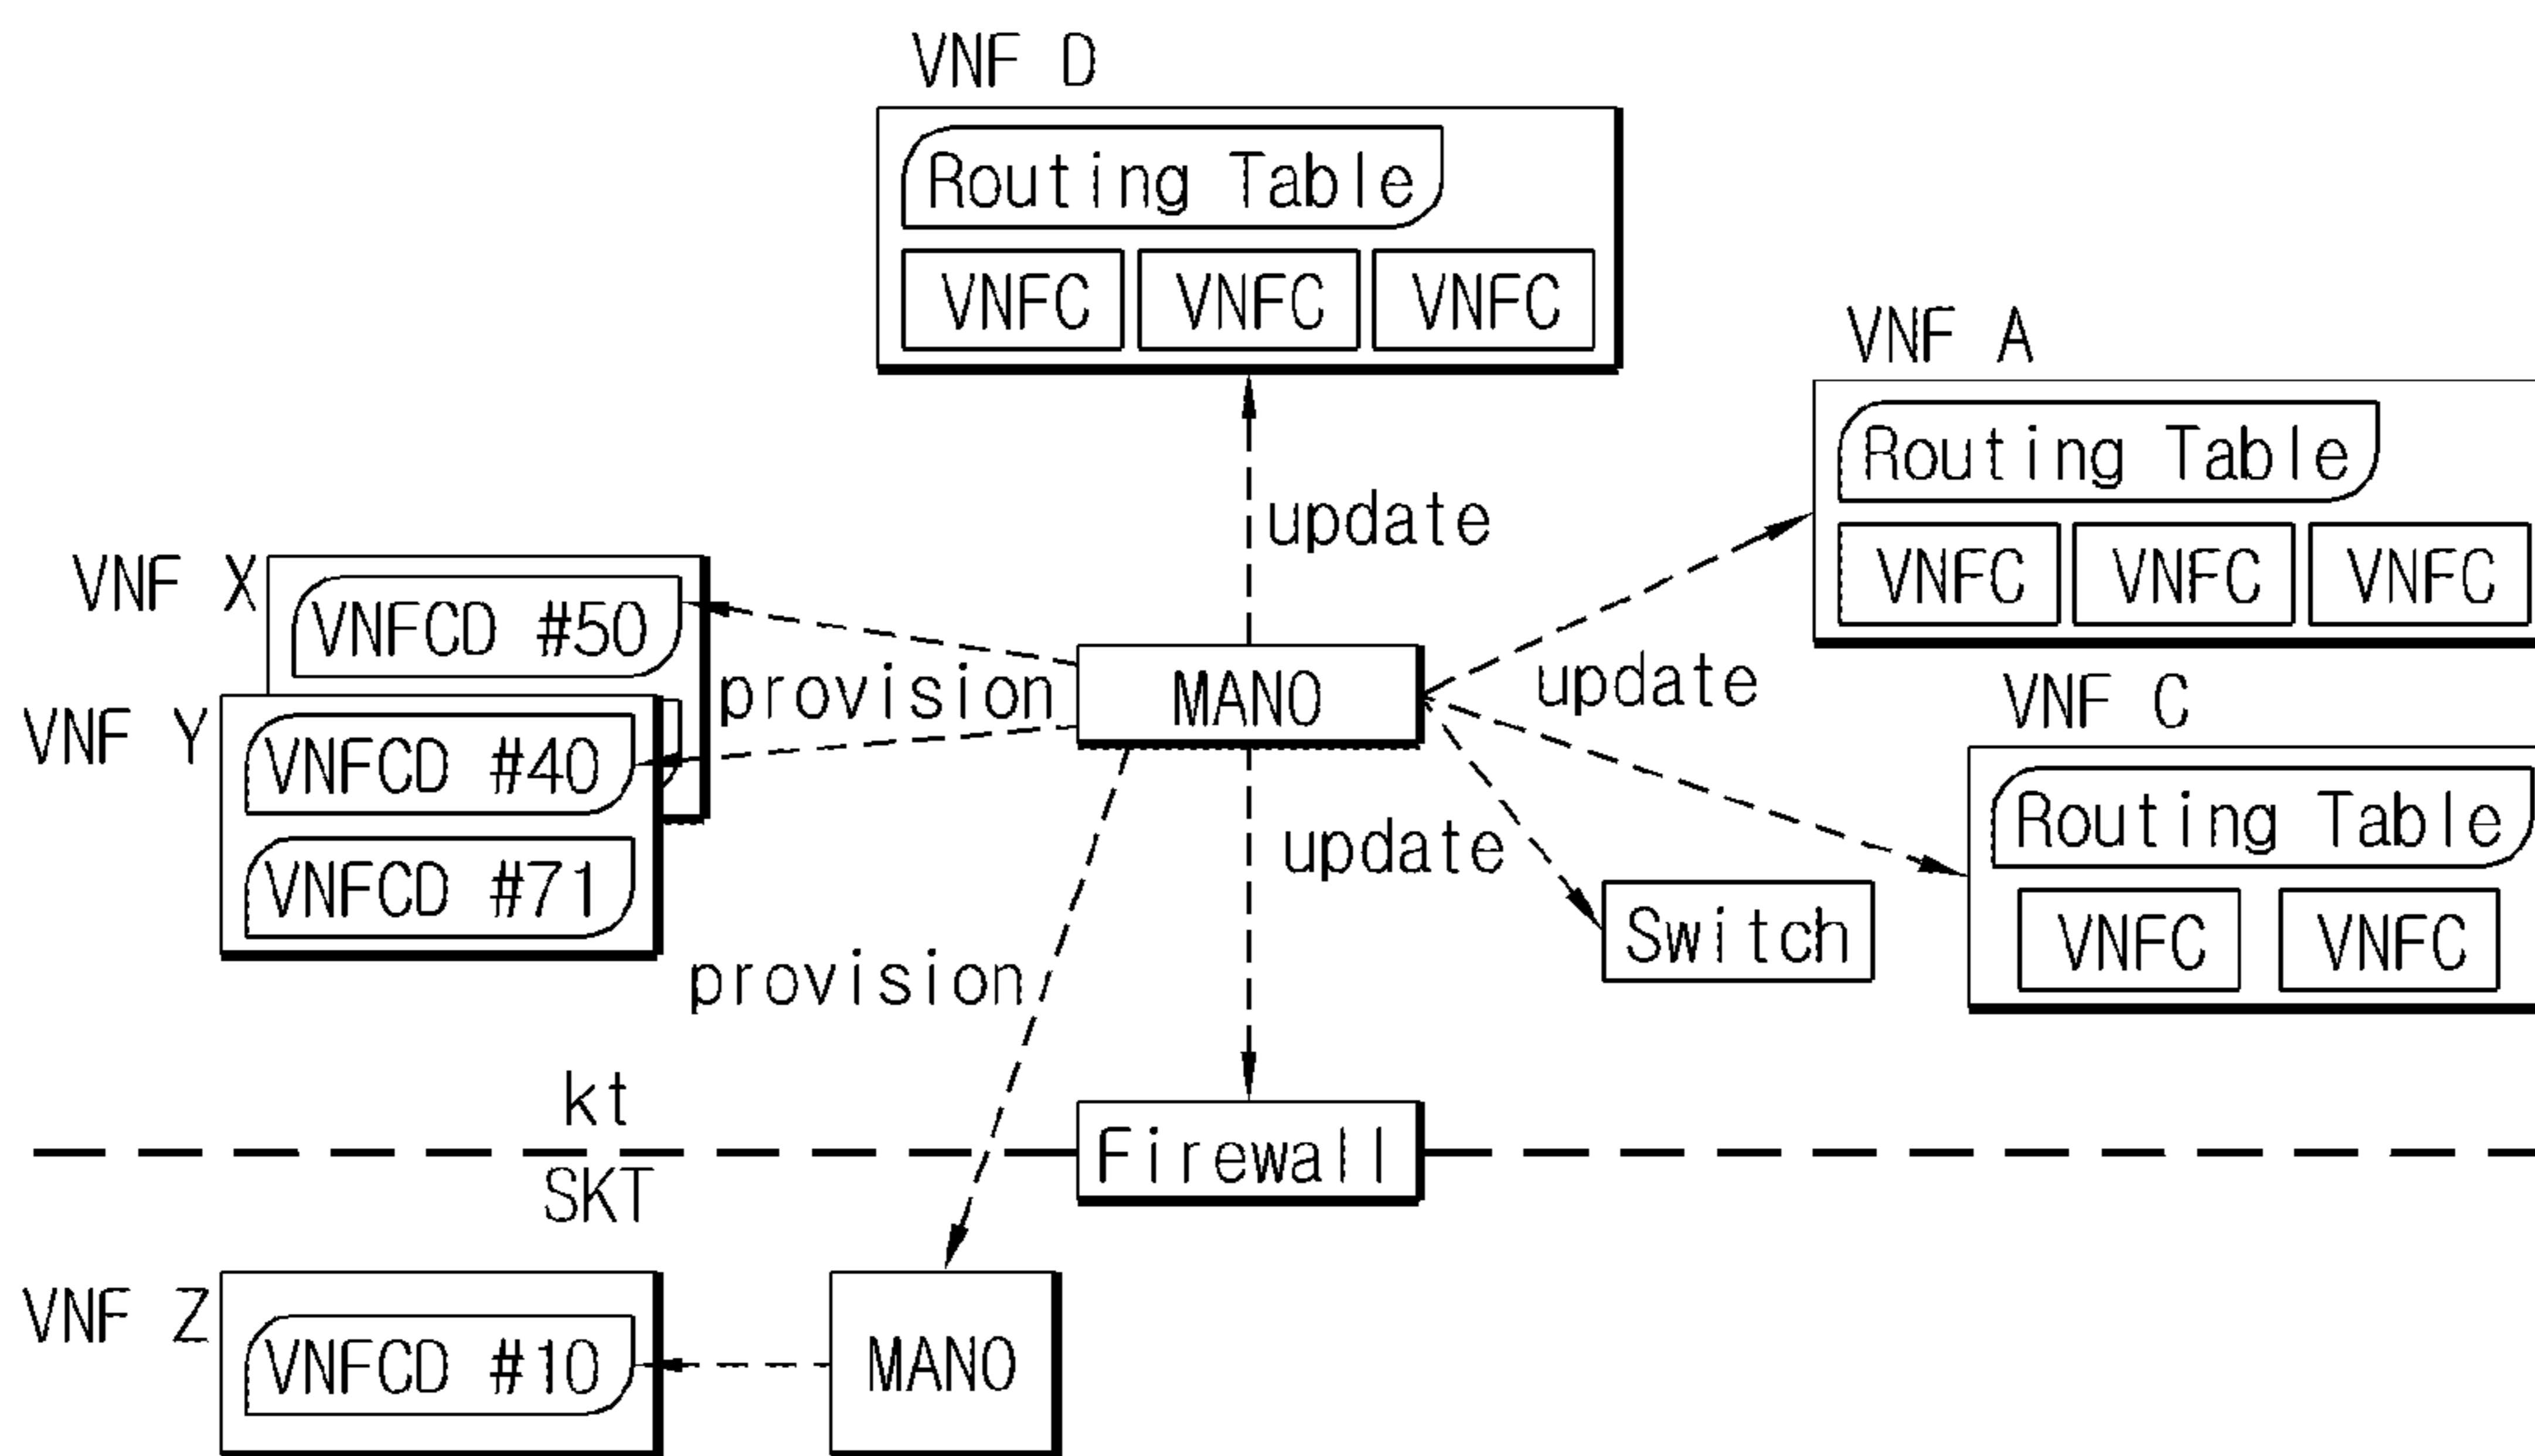 VNF D
Routing Table
VNFC VNFC VNFC
VNF A
Routing Table
VNFC VNFC VNFC
update
VNF X
VNFCD #50
provision
MANO
update
VNF C
Routing Table
VNFC VNFC
VNF Y
VNFCD #40
VNFCD #71
update
Switch
provision
kt
Firewall
SKT
VNF Z
VNFCD #10
MANO